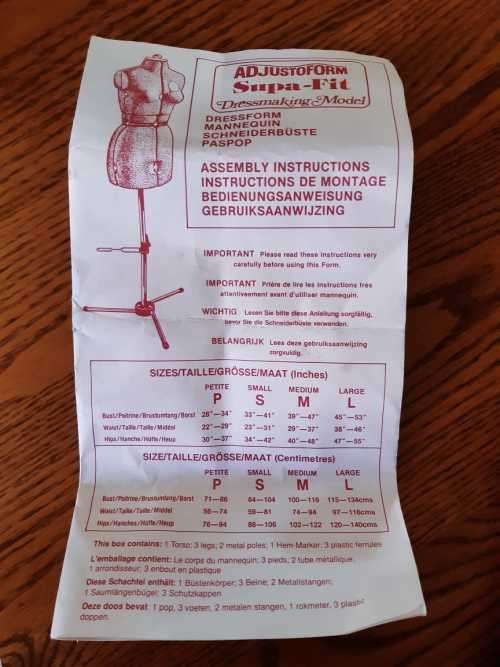 ADJUSTOFORM
Supa-Fit
Dressmaking Model
DRESSFORM
MANNEQUIN
SCHNEIDERBÜSTE
PASPOP
ASSEMBLY INSTRUCTIONS
INSTRUCTIONS DE MONTAGE
BEDIENUNGSANWEISUNG
GEBRUIKSAANWIJZING
IMPORTANT Please read these instructions very
carefully before using this Form.
IMPORTANT Prière de lire les instructions tres
attentivement avant d'utiliser mannequin.
WICHTIG Lesen Sie bitte diese Anleitung sorgfältig,
bevor Sie die Schneiderbüste verwenden.
BELANGRIJK Lees deze gebruiksaanwijzing
zorgvuldig.
SIZES/TAILLE/GRÖSSE/MAAT (Inches)
PETITE SMALL MEDIUM LARGE
P S M L
Bust/Poitrine/Brustumfang/Borst 28"—34" 33"—41" 39"—47" 45"—53"
Waist/Taille/Taille/Middel 22"—29" 23"—31" 29"—37" 38"—46"
Hips/Hanche/Hüfte/Heup 30"—37" 34"—42" 40"—48" 47"—55"
SIZE/TAILLE/GRÖSSE/MAAT (Centimetres)
PETITE SMALL MEDIUM LARGE
P S M L
Bust/Poitrine/Brustumfang/Borst 71—86 84—104 100—119 115—134cms
Waist/Taille/Taille/Middel 56—74 59—81 74—94 97—116cms
Hips/Hanches/Hüfte/Heup 76—94 86—106 102—122 120—140cms
This box contains: 1 Torso; 3 legs; 2 metal poles; 1 Hem-Marker; 3 plastic ferrules
L'emballage contient: Le corps du mannequin; 3 pieds; 2 tube métallique;
1 arrondisseur; 3 enbout en plastique
Diese Schachtel enthält: 1 Büstenkörper; 3 Beine; 2 Metallstangen;
1 Saumlängenbügel; 3 Schutzkappen
Deze doos bevat: 1 pop, 3 voeten, 2 metalen stangen, 1 rokmeter, 3 plastic
doppen.